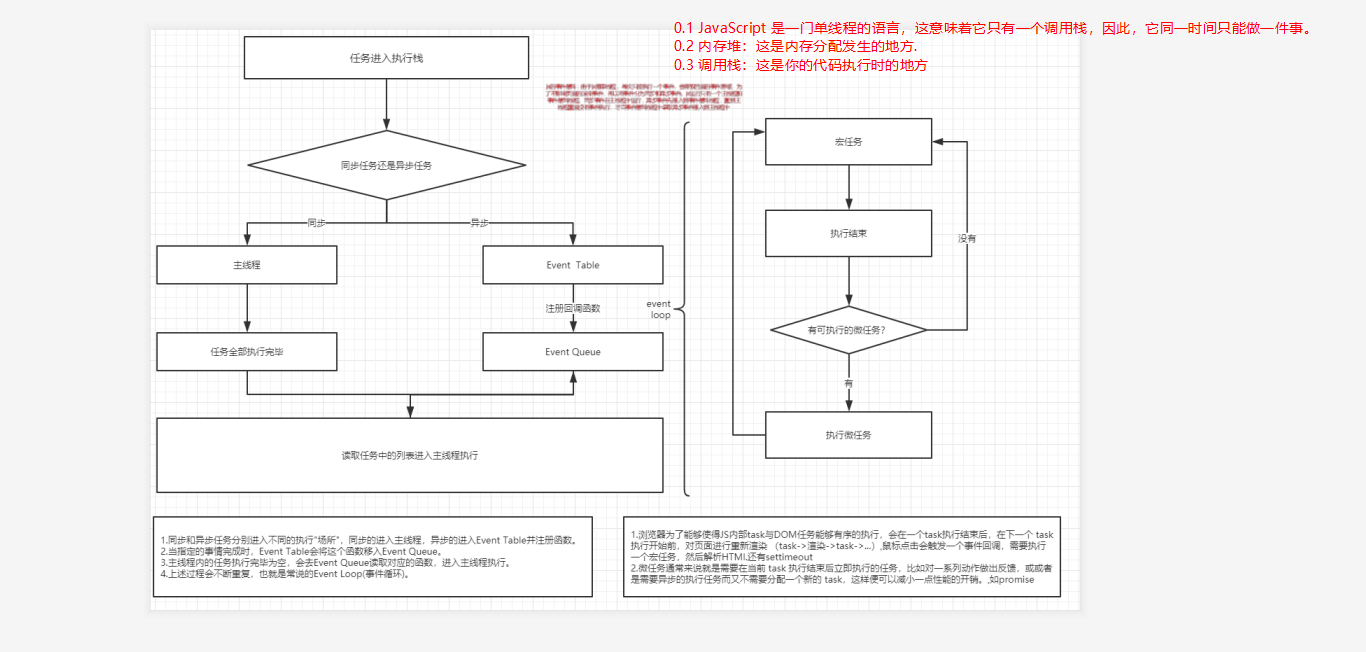 0.1 JavaScript 是一门单线程的语言，这意味着它只有一个调用栈，因此，它同一时间只能做一件事。
0.2 内存堆：这是内存分配发生的地方.
0.3 调用栈：这是你的代码执行时的地方
任务进入执行栈
同步任务还是异步任务
同步
异步
主线程
Event Table
注册回调函数
任务全部执行完毕
Event Queue
读取任务中的列表进入主线程执行
event
loop
宏任务
执行结束
没有
有可执行的微任务?
有
执行微任务
1.同步和异步任务分别进入不同的执行"场所"，同步的进入主线程，异步的进入Event Table并注册函数。
2.当指定的事情完成时，Event Table会将这个函数移入Event Queue。
3.主线程内的任务执行完毕为空，会去Event Queue读取对应的函数，进入主线程执行。
4.上述过程会不断重复，也就是常说的Event Loop(事件循环)。
1.浏览器为了能够使得JS内部task与DOM任务能够有序的执行，会在一个task执行结束后，在下一个 task
执行开始前，对页面进行重新渲染 （task->渲染->task->...）,鼠标点击会触发一个事件回调，需要执行
一个宏任务，然后解析HTMl.还有settimeout
2.微任务通常来说就是需要在当前 task 执行结束后立即执行的任务，比如对一系列动作做出反馈，或或者
是需要异步的执行任务而又不需要分配一个新的 task，这样便可以减小一点性能的开销。,如promise